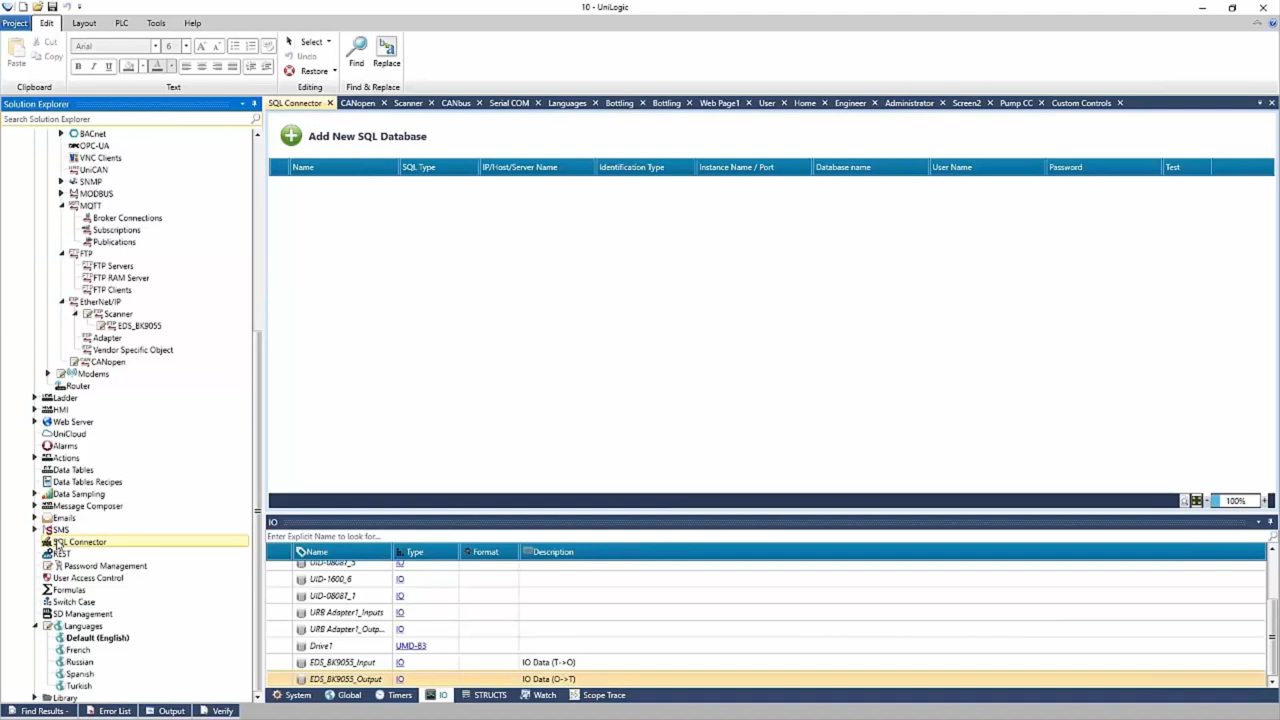 10 - UniLogic
Project Edit Layout PLC Tools Help
Paste
Cut
Copy
Clipboard
Arial 6
B I U
Text
Select
Undo
Restore
Editing
Find
Replace
Find & Replace
Solution Explorer
Search Solution Explorer
BACnet
OPC-UA
VNC Clients
UniCAN
SNMP
MODBUS
MQTT
Broker Connections
Subscriptions
Publications
FTP
FTP Servers
FTP RAM Server
FTP Clients
EtherNet/IP
Scanner
EDS_BK9055
Adapter
Vendor Specific Object
CANopen
Modems
Router
Ladder
HMI
Web Server
UniCloud
Alarms
Actions
Data Tables
Data Tables Recipes
Data Sampling
Message Composer
Emails
SMS
SQL Connector
REST
Password Management
User Access Control
Formulas
Switch Case
SD Management
Languages
Default (English)
French
Russian
Spanish
Turkish
Library
SQL Connector CANopen Scanner CANbus Serial COM Languages Bottling Bottling Web Page1 User Home Engineer Administrator Screen2 Pump CC Custom Controls
Add New SQL Database
Name SQL Type IP/Host/Server Name Identification Type Instance Name / Port Database name User Name Password Test
100%
IO
Enter Explicit Name to look for...
Name Type Format Description
IO
UID-1600_6 IO
UID-0808T_1 IO
URB Adapter1_Inputs IO
URB Adapter1_Outp... IO
Drive1 UMD-B3
EDS_BK9055_Input IO IO Data (T->O)
EDS_BK9055_Output IO IO Data (O->T)
System Global Timers IO STRUCTS Watch Scope Trace
Find Results - Error List Output Verify